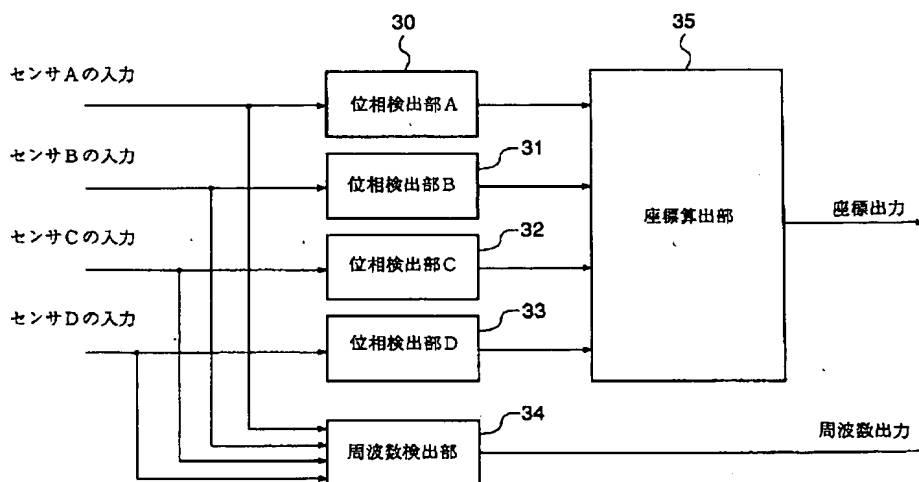 30
35
センサAの入力
位相検出部A
センサBの入力
31
位相検出部B
座標算出部
座標出力
センサCの入力
32
位相検出部C
センサDの入力
33
位相検出部D
34
周波数検出部
周波数出力